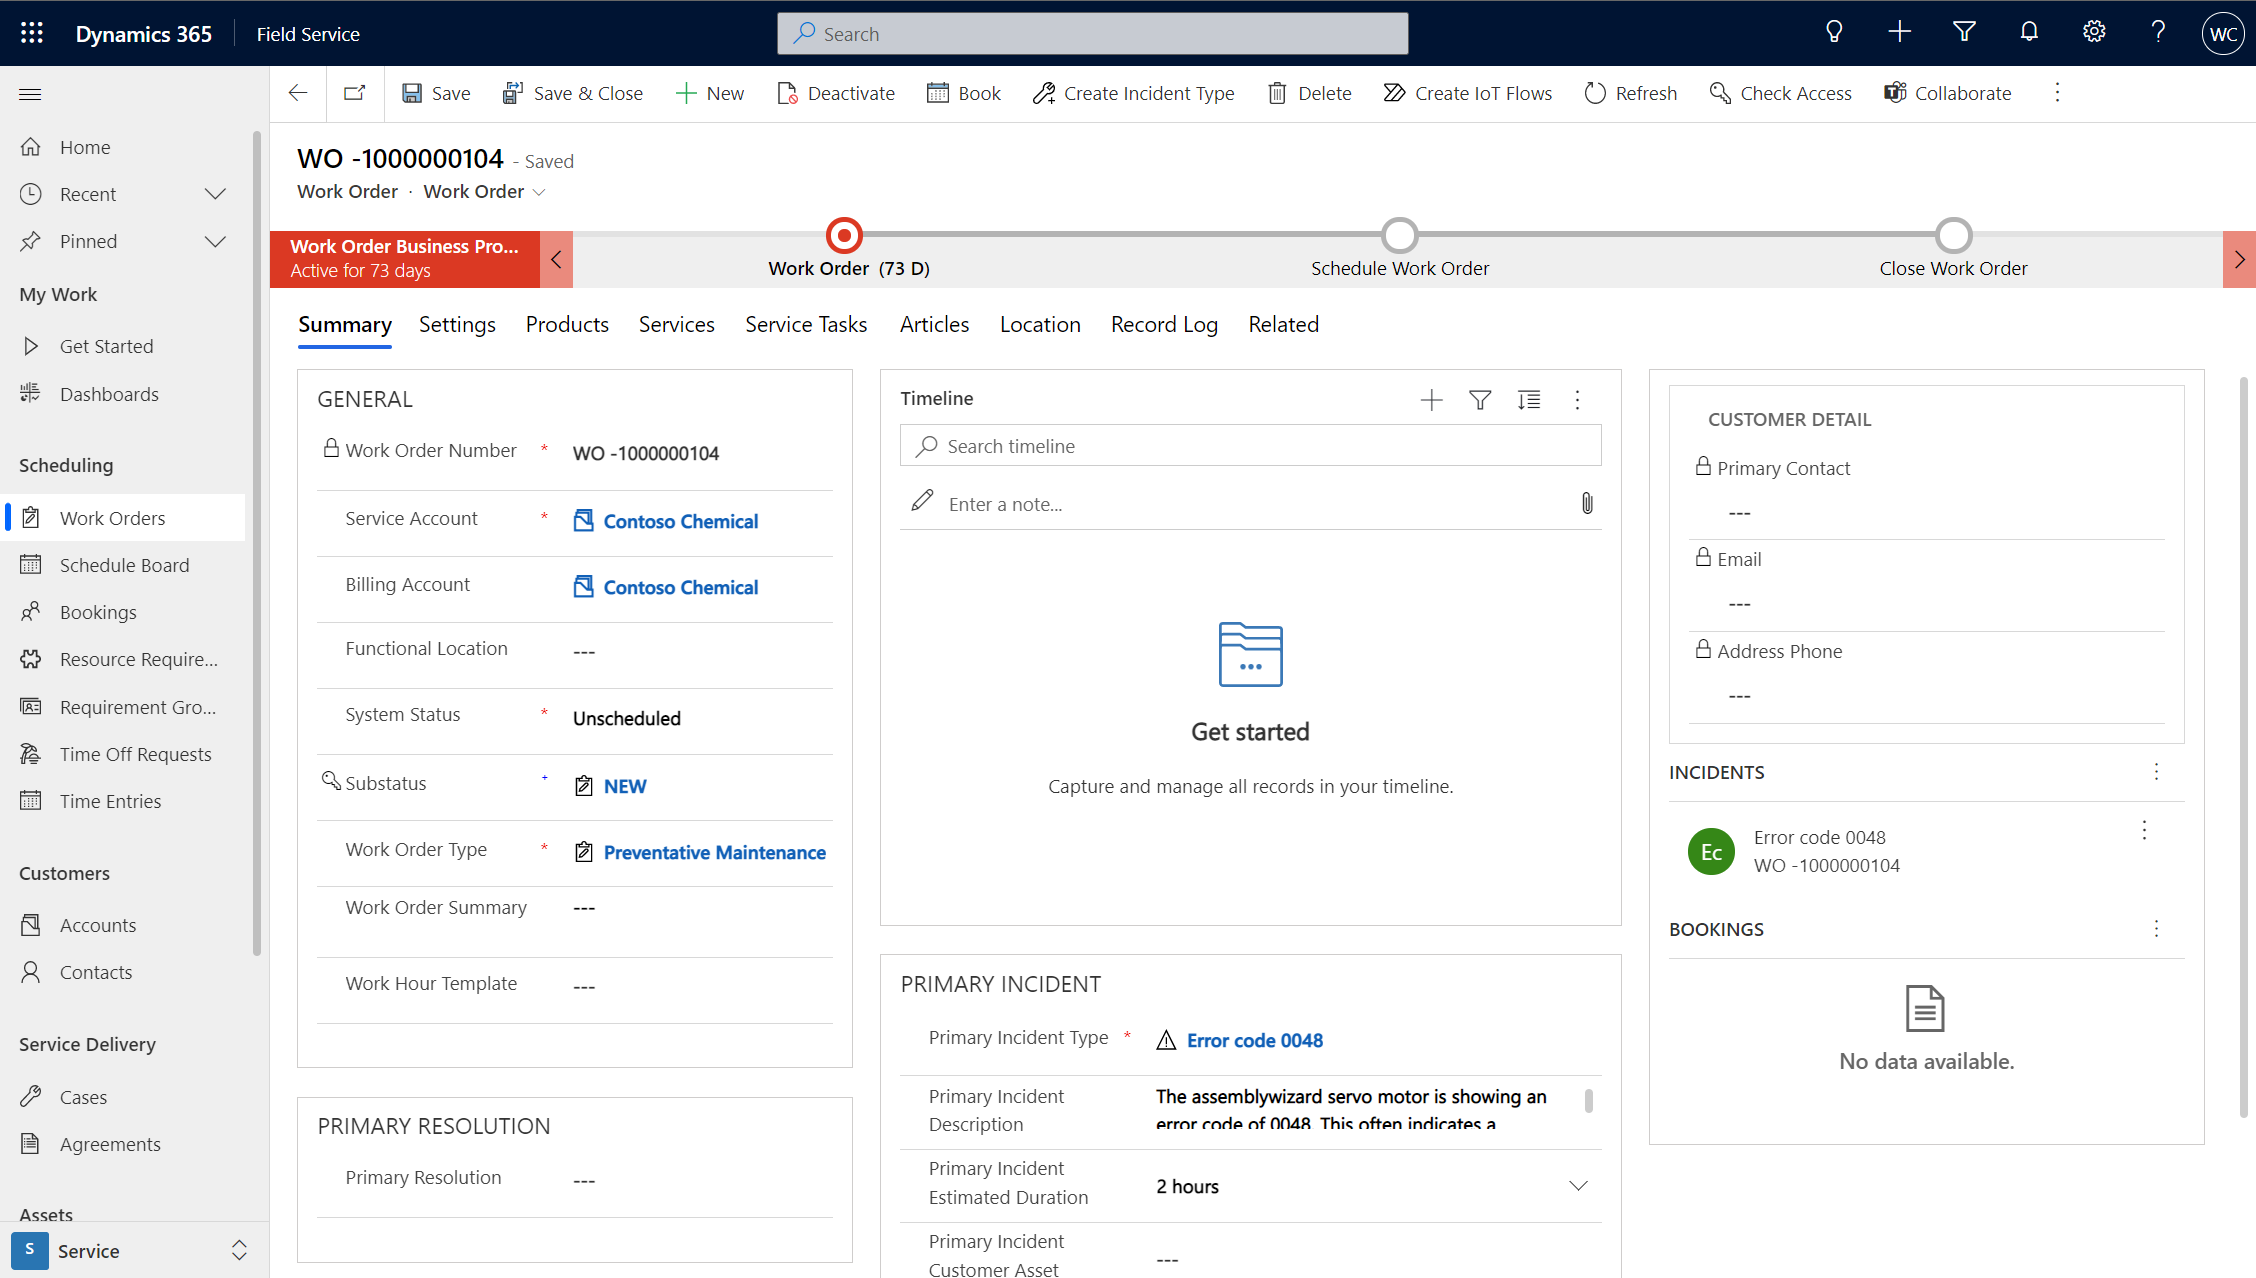 Dynamics 365
Field Service
Search
WC
Save
Save & Close
New
Deactivate
Book
Create Incident Type
Delete
Create IoT Flows
Refresh
Check Access
Collaborate
Home
Recent
Pinned
My Work
Get Started
Dashboards
Scheduling
Work Orders
Schedule Board
Bookings
Resource Require...
Requirement Gro...
Time Off Requests
Time Entries
Customers
Accounts
Contacts
Service Delivery
Cases
Agreements
Assets
S Service
WO -1000000104 - Saved
Work Order · Work Order
Work Order Business Pro...
Active for 73 days
Work Order (73 D)
Schedule Work Order
Close Work Order
Summary
Settings
Products
Services
Service Tasks
Articles
Location
Record Log
Related
GENERAL
Work Order Number * WO -1000000104
Service Account * Contoso Chemical
Billing Account Contoso Chemical
Functional Location ---
System Status * Unscheduled
Substatus + NEW
Work Order Type * Preventative Maintenance
Work Order Summary ---
Work Hour Template ---
PRIMARY RESOLUTION
Primary Resolution ---
Timeline
Search timeline
Enter a note...
Get started
Capture and manage all records in your timeline.
PRIMARY INCIDENT
Primary Incident Type * Error code 0048
Primary Incident
Description
The assemblywizard servo motor is showing an
error code of 0048. This often indicates a
Primary Incident
Estimated Duration
2 hours
Primary Incident
Customer Asset
---
CUSTOMER DETAIL
Primary Contact
---
Email
---
Address Phone
---
INCIDENTS
Ec
Error code 0048
WO -1000000104
BOOKINGS
No data available.